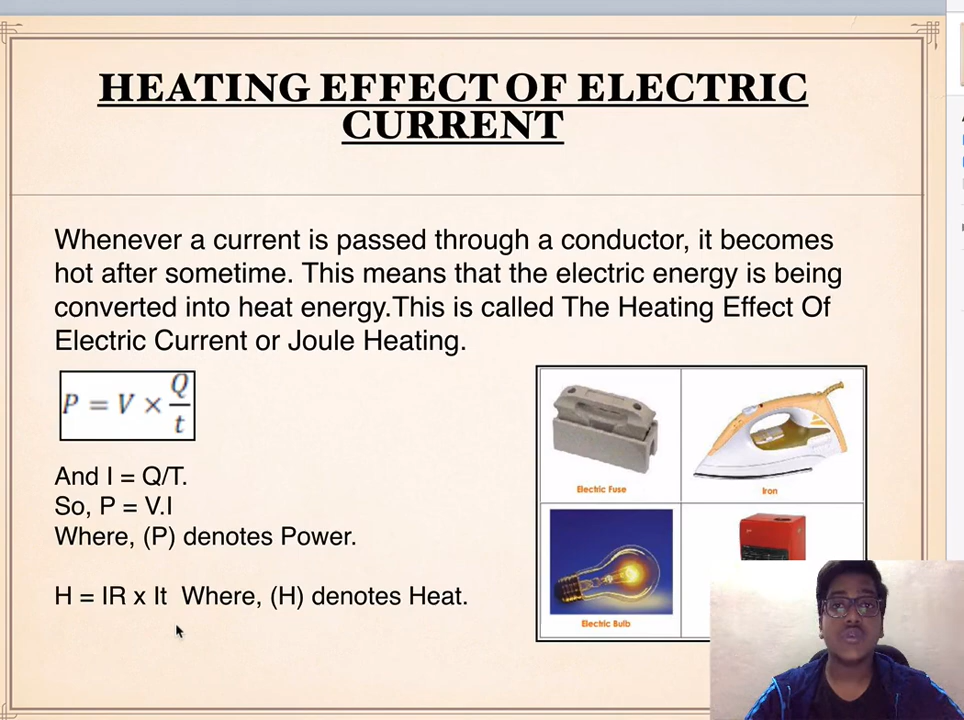 HEATING EFFECT OF ELECTRIC
CURRENT
Whenever a current is passed through a conductor, it becomes
hot after sometime. This means that the electric energy is being
converted into heat energy.This is called The Heating Effect Of
Electric Current or Joule Heating.
P = V × Q/t
And I = Q/T.
So, P = V.I
Where, (P) denotes Power.
H = IR x It Where, (H) denotes Heat.
Electric Fuse
Iron
Electric Bulb